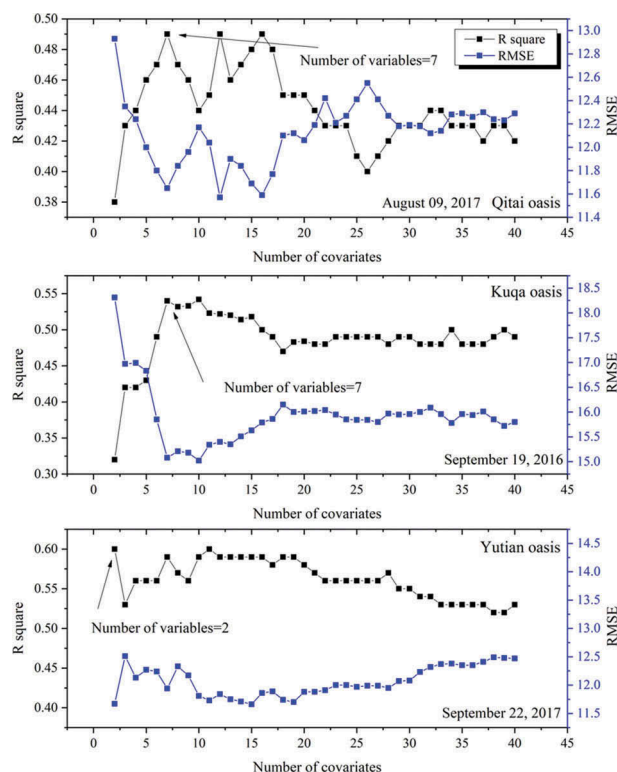 0.50
0.48
0.46
0.44
0.42
0.40
0.38
R square
13.0
12.8
12.6
12.4
12.2
12.0
11.8
11.6
11.4
RMSE
R square
RMSE
Number of variables=7
August 09, 2017
Qitai oasis
0 5 10 15 20 25 30 35 40 45
Number of covariates
0.55
0.50
0.45
0.40
0.35
0.30
R square
18.5
18.0
17.5
17.0
16.5
16.0
15.5
15.0
RMSE
Kuqa oasis
Number of variables=7
September 19, 2016
0 5 10 15 20 25 30 35 40 45
Number of covariates
0.60
0.55
0.50
0.45
0.40
R square
14.5
14.0
13.5
13.0
12.5
12.0
11.5
RMSE
Yutian oasis
Number of variables=2
September 22, 2017
0 5 10 15 20 25 30 35 40 45
Number of covariates